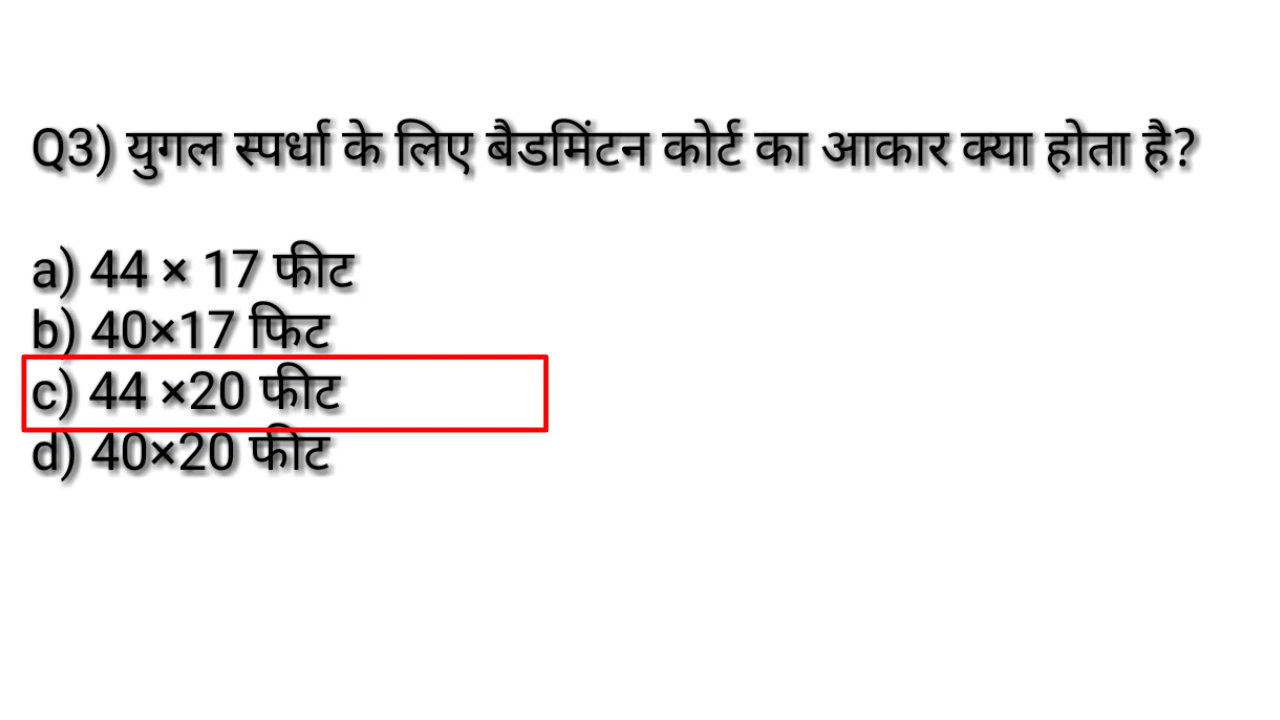 Q3) युगल स्पर्धा के लिए बैडमिंटन कोर्ट का आकार क्या होता है?
a) 44 × 17 फीट
b) 40×17 फिट
c) 44 ×20 फीट
d) 40×20 फीट